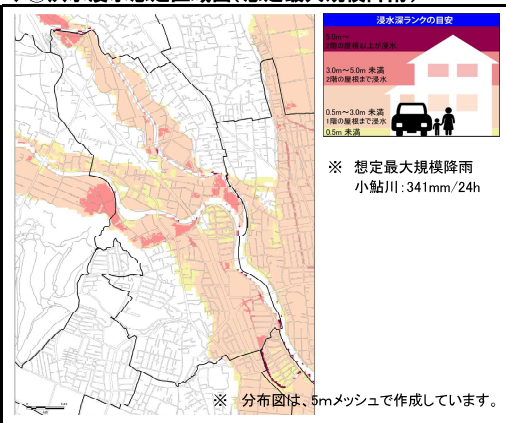 浸水深ランクの目安
5.0m～
2階の屋根以上が浸水
3.0m～5.0m 未満
2階の屋根まで浸水
0.5m～3.0m 未満
1階の屋根まで浸水
0.5m 未満
※ 想定最大規模降雨
小鮎川：341mm/24h
※ 分布図は、5mメッシュで作成しています。